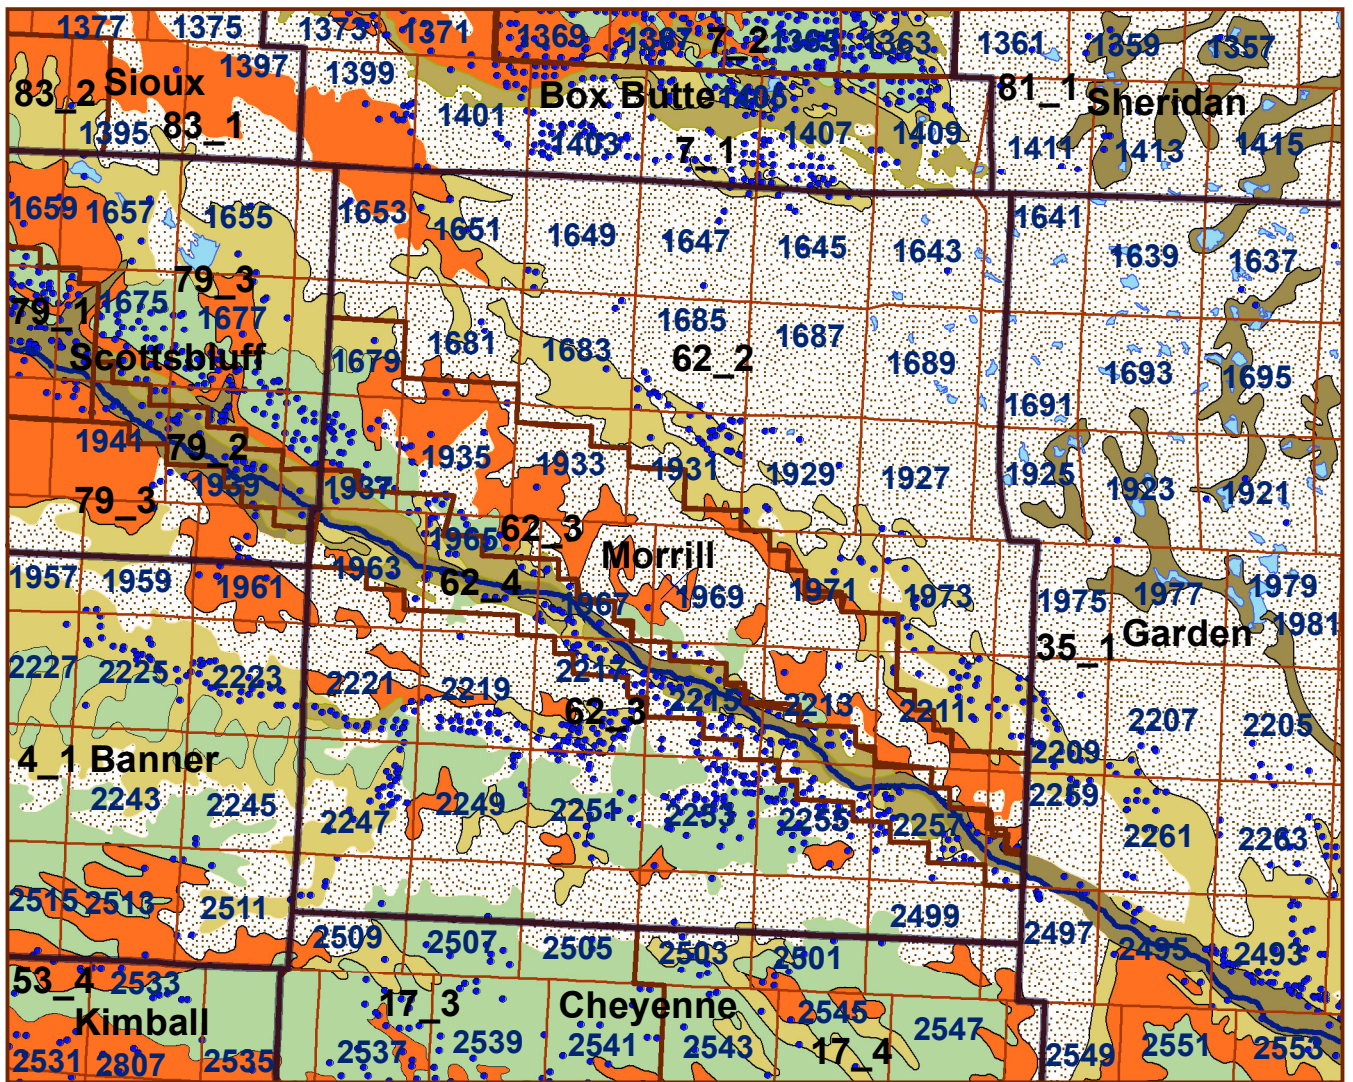 1377 1375 1373 1371 1369 1367 7_2 1365 1363 1361 1359 1357
83_2 Sioux 1397 1399 Box Butte 1405 81_1 Sheridan
1395 83_1 1401 1403 7_1 1407 1409 1411 1413 1415
1659 1657 1655 1653 1651 1649 1647 1645 1643 1641 1639 1637
79_1 1675 79_3 1677 1679 1681 1683 1685 1687 1689 1693 1695
Scottsbluff 62_2 1691
1941 79_2 1939 1937 1935 1933 1931 1929 1927 1925 1923 1921
79_3 1965 62_3 Morrill
1957 1959 1961 1963 62_4 1967 1969 1971 1973 1975 1977 1979
35_1 Garden 1981
2227 2225 2223 2221 2219 2217 2215 2213 2211 2207 2205
62_3 2209
4_1 Banner 2259
2243 2245 2247 2249 2251 2253 2255 2257 2261 2263
2515 2513 2511 2499
2509 2507 2505 2503 2501 2497 2495 2493
53_4 2533 17_3 Cheyenne 2545 2547
Kimball
2531 2807 2535 2537 2539 2541 2543 17_4 2549 2551 2553